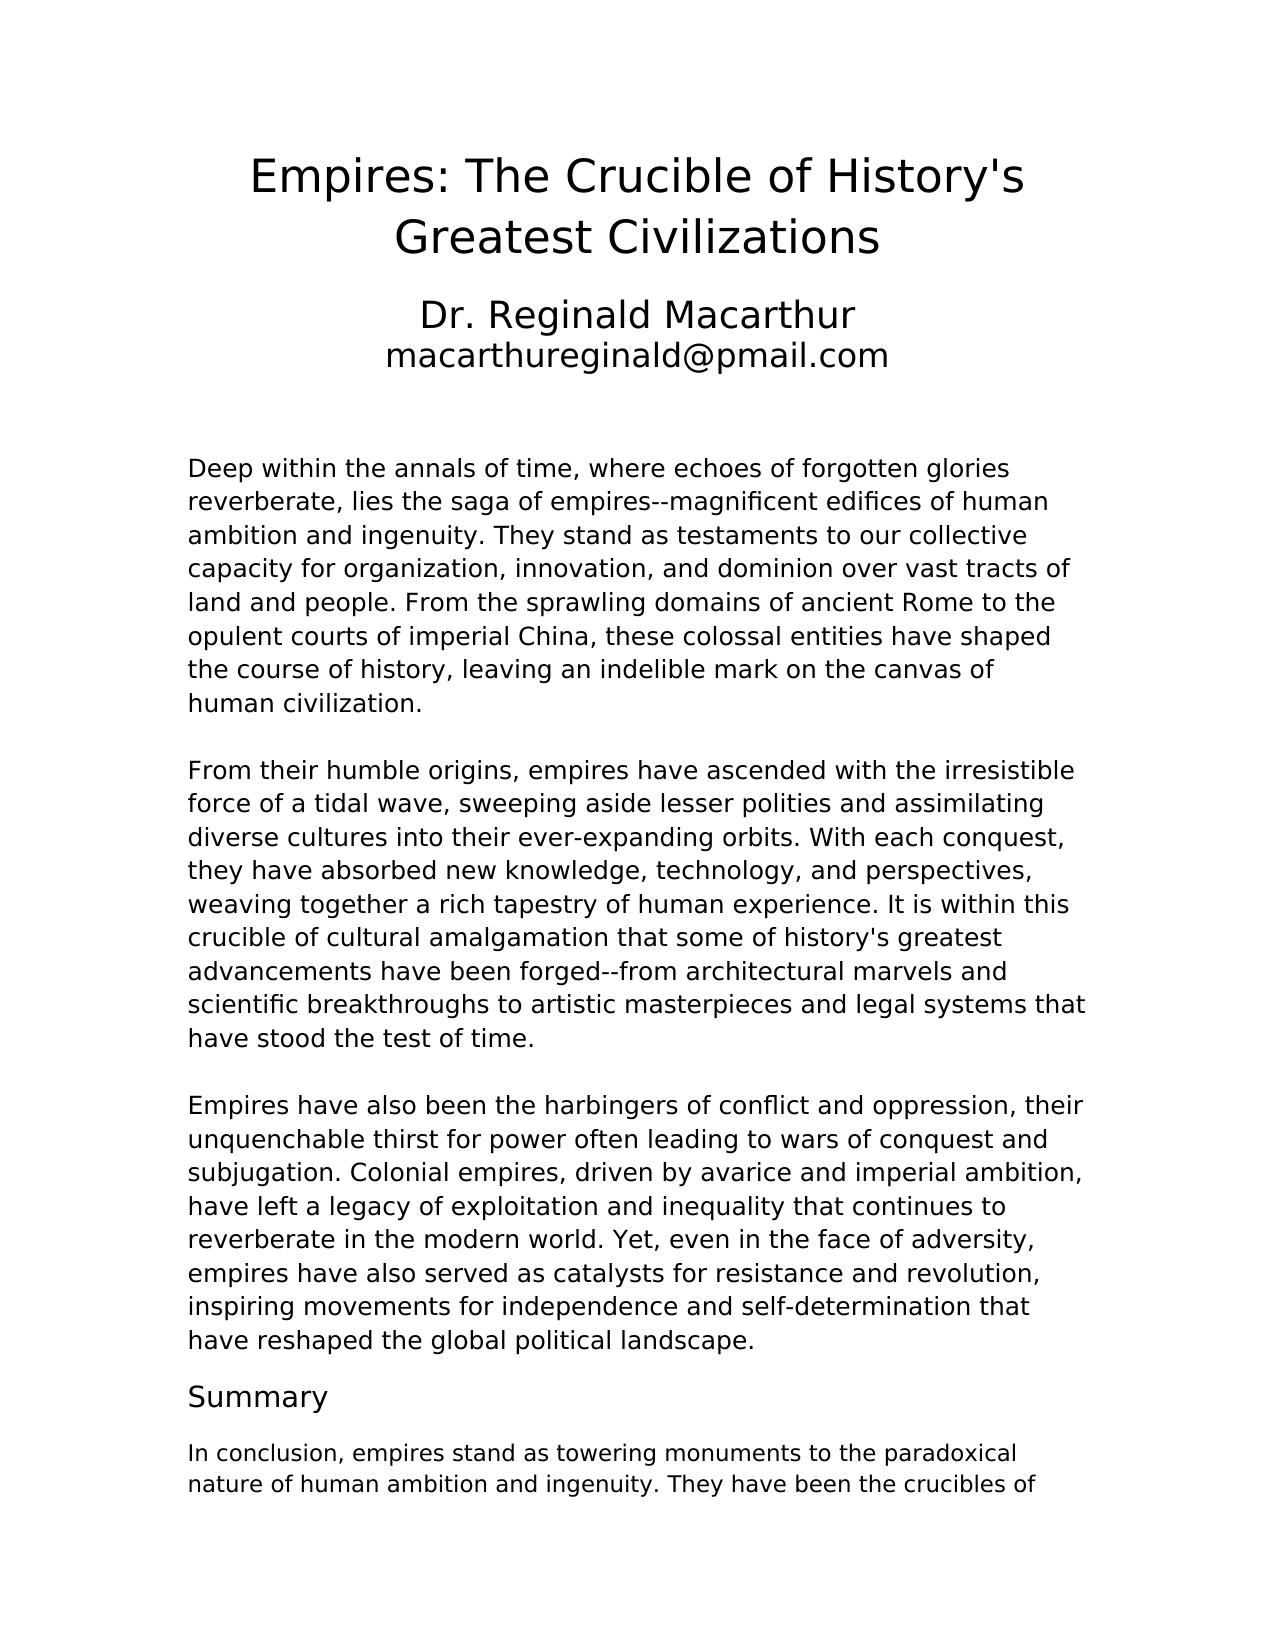 Empires: The Crucible of History's
Greatest Civilizations
Dr. Reginald Macarthur
macarthureginald@pmail.com
Deep within the annals of time, where echoes of forgotten glories
reverberate, lies the saga of empires--magnificent edifices of human
ambition and ingenuity. They stand as testaments to our collective
capacity for organization, innovation, and dominion over vast tracts of
land and people. From the sprawling domains of ancient Rome to the
opulent courts of imperial China, these colossal entities have shaped
the course of history, leaving an indelible mark on the canvas of
human civilization.
From their humble origins, empires have ascended with the irresistible
force of a tidal wave, sweeping aside lesser polities and assimilating
diverse cultures into their ever-expanding orbits. With each conquest,
they have absorbed new knowledge, technology, and perspectives,
weaving together a rich tapestry of human experience. It is within this
crucible of cultural amalgamation that some of history's greatest
advancements have been forged--from architectural marvels and
scientific breakthroughs to artistic masterpieces and legal systems that
have stood the test of time.
Empires have also been the harbingers of conflict and oppression, their
unquenchable thirst for power often leading to wars of conquest and
subjugation. Colonial empires, driven by avarice and imperial ambition,
have left a legacy of exploitation and inequality that continues to
reverberate in the modern world. Yet, even in the face of adversity,
empires have also served as catalysts for resistance and revolution,
inspiring movements for independence and self-determination that
have reshaped the global political landscape.
Summary
In conclusion, empires stand as towering monuments to the paradoxical
nature of human ambition and ingenuity. They have been the crucibles of